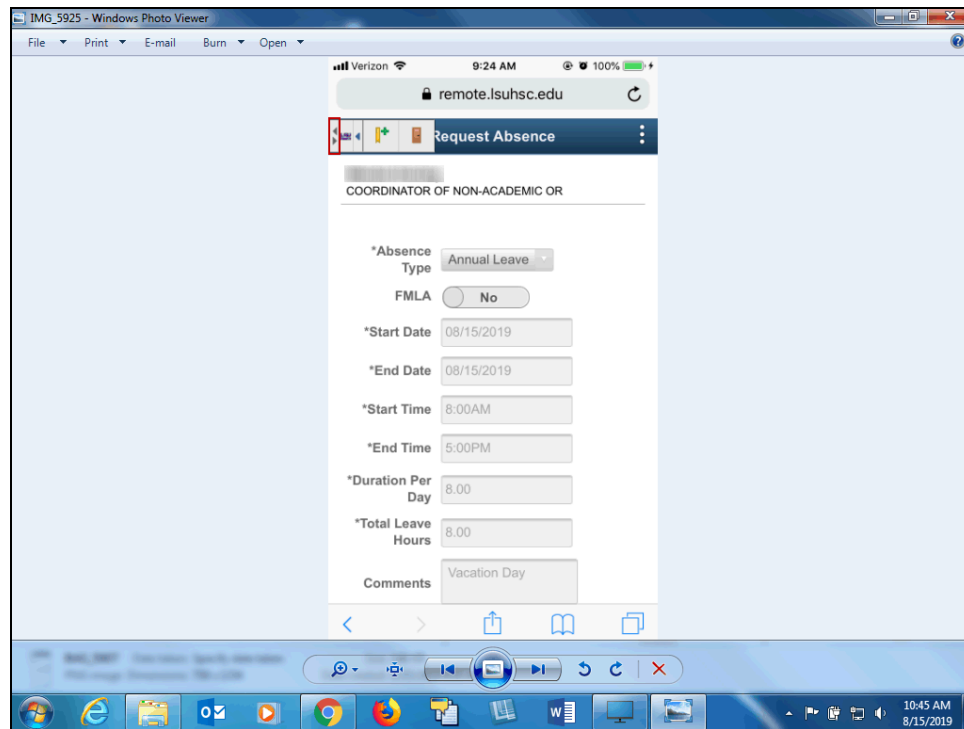 IMG_5925 - Windows Photo Viewer
File Print E-mail Burn Open
Verizon 9:24 AM 100%
remote.lsuhsc.edu
Request Absence
COORDINATOR OF NON-ACADEMIC OR
*Absence
Type
Annual Leave
FMLA No
*Start Date 08/15/2019
*End Date 08/15/2019
*Start Time 8:00AM
*End Time 5:00PM
*Duration Per
Day
8.00
*Total Leave
Hours
8.00
Comments
Vacation Day
10:45 AM
8/15/2019